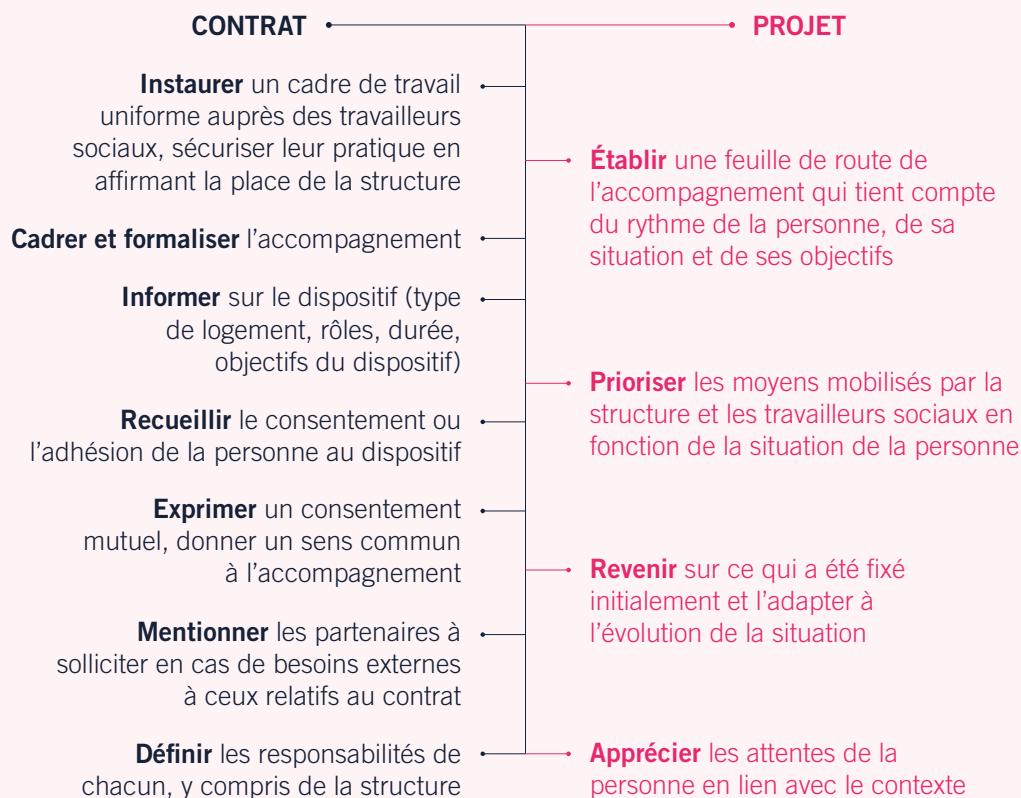 CONTRAT
Instaurer un cadre de travail
uniforme auprès des travailleurs
sociaux, sécuriser leur pratique en
affirmant la place de la structure
Cadrer et formaliser l’accompagnement
Informer sur le dispositif (type
de logement, rôles, durée,
objectifs du dispositif)
Recueillir le consentement ou
l’adhésion de la personne au dispositif
Exprimer un consentement
mutuel, donner un sens commun
à l’accompagnement
Mentionner les partenaires à
solliciter en cas de besoins externes
à ceux relatifs au contrat
Définir les responsabilités de
chacun, y compris de la structure
PROJET
Établir une feuille de route de
l’accompagnement qui tient compte
du rythme de la personne, de sa
situation et de ses objectifs
Prioriser les moyens mobilisés par la
structure et les travailleurs sociaux en
fonction de la situation de la personne
Revenir sur ce qui a été fixé
initialement et l’adapter à
l’évolution de la situation
Apprécier les attentes de la
personne en lien avec le contexte